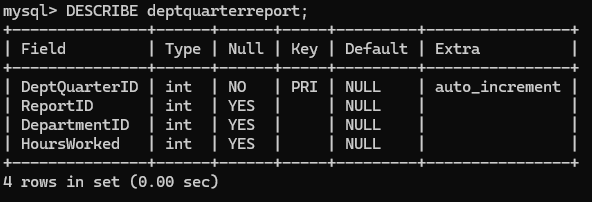 mysql> DESCRIBE deptquarterreport;
+---------------+------+------+-----+---------+----------------+
| Field         | Type | Null | Key | Default | Extra          |
+---------------+------+------+-----+---------+----------------+
| DeptQuarterID | int  | NO   | PRI | NULL    | auto_increment |
| ReportID      | int  | YES  |     | NULL    |                |
| DepartmentID  | int  | YES  |     | NULL    |                |
| HoursWorked   | int  | YES  |     | NULL    |                |
+---------------+------+------+-----+---------+----------------+
4 rows in set (0.00 sec)